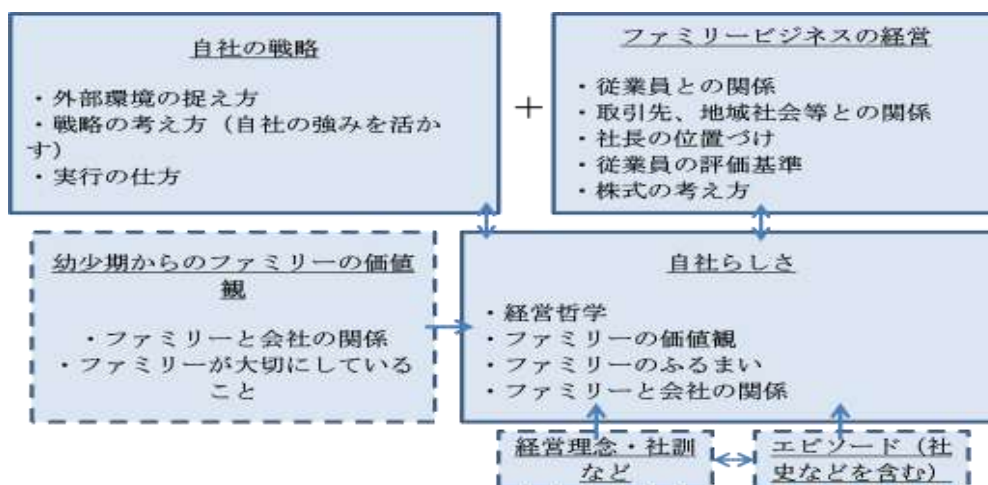 自社の戦略
・外部環境の捉え方
・戦略の考え方（自社の強みを活か
す）
・実行の仕方
＋
ファミリービジネスの経営
・従業員との関係
・取引先、地域社会等との関係
・社長の位置づけ
・従業員の評価基準
・株式の考え方
幼少期からのファミリーの価値
観
・ファミリーと会社の関係
・ファミリーが大切にしている
こと
自社らしさ
・経営哲学
・ファミリーの価値観
・ファミリーのふるまい
・ファミリーと会社の関係
経営理念・社訓
など
エピソード（社
史などを含む）